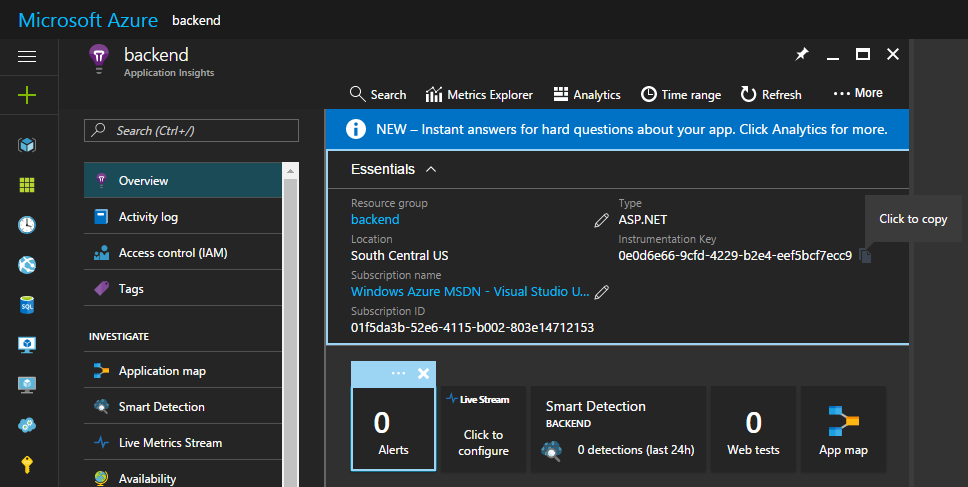 Microsoft Azure backend
backend
Application Insights
Search Metrics Explorer Analytics Time range Refresh ··· More
Search (Ctrl+/)
Overview
Activity log
Access control (IAM)
Tags
INVESTIGATE
Application map
Smart Detection
Live Metrics Stream
Availability
NEW – Instant answers for hard questions about your app. Click Analytics for more.
Essentials
Resource group
backend
Type
ASP.NET
Location
South Central US
Instrumentation Key
0e0d6e66-9cfd-4229-b2e4-eef5bcf7ecc9
Click to copy
Subscription name
Windows Azure MSDN - Visual Studio U...
Subscription ID
01f5da3b-52e6-4115-b002-803e14712153
0
Alerts
Live Stream
Click to
configure
Smart Detection
BACKEND
0 detections (last 24h)
0
Web tests
App map
SQL